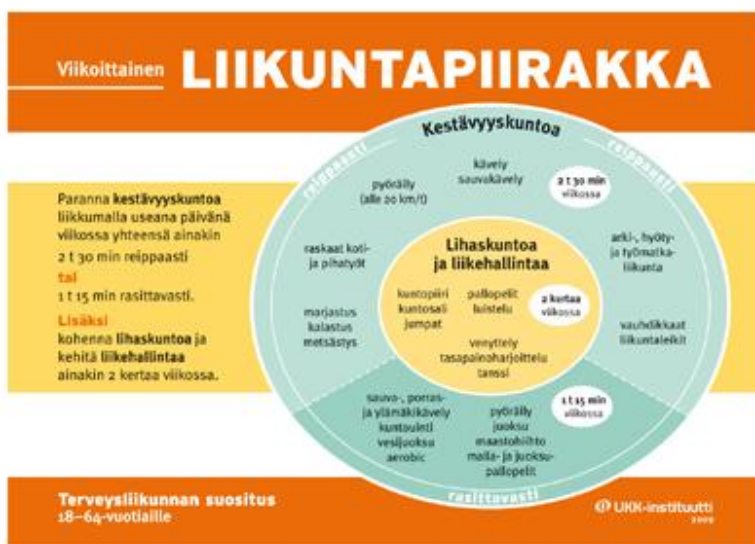 Viikoittainen LIIKUNTAPIIRAKKA
Paranna kestävyyskuntoa
liikkumalla useana päivänä
viikossa yhteensä ainakin
2 t 30 min reippaasti
tai
1 t 15 min rasittavasti.
Lisäksi
kohenna lihaskuntoa ja
kehitä liikehallintaa
ainakin 2 kertaa viikossa.
Kestävyyskuntoa
reippaasti
reippaasti
kävely
sauvakävely
2 t 30 min
viikossa
pyöräily
(alle 20 km/t)
raskaat koti-
ja pihatyöt
marjastus
kalastus
metsästys
arki-, hyöty-
ja työmatka-
liikunta
vauhdikkaat
liikuntaleikit
Lihaskuntoa
ja liikehallintaa
kuntopiiri
kuntosali
jumpat
pallopelit
luistelu
2 kertaa
viikossa
venyttely
tasapainoharjoittelu
tanssi
sauva-, porras-
ja ylämäkikävely
kuntouinti
vesijuoksu
aerobic
pyöräily
juoksu
maastohiihto
maila- ja juoksu-
pallopelit
1 t 15 min
viikossa
rasittavasti
Terveysliikunnan suositus
18–64-vuotiaille
UKK-instituutti
2009